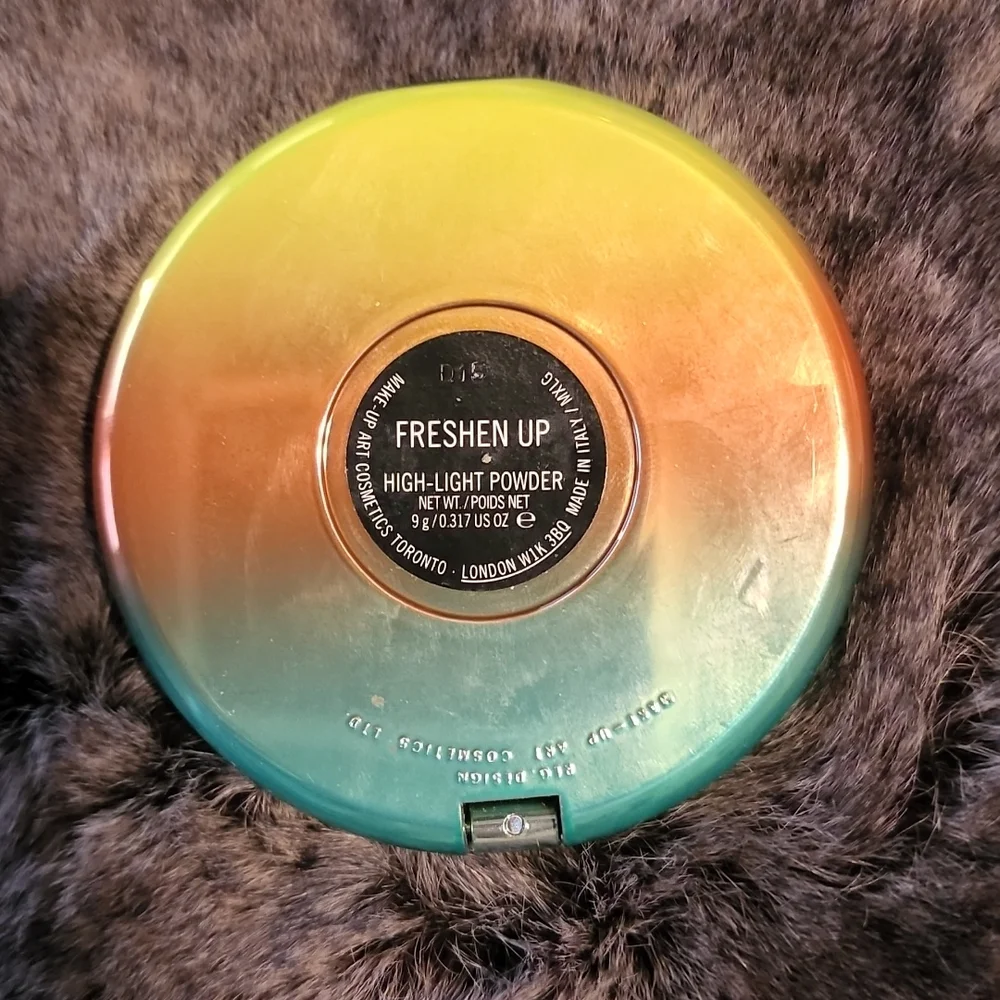 D15
FRESHEN UP
HIGH-LIGHT POWDER
NET WT./POIDS NET
9 g/0.317 US OZ e
MAKE-UP ART COSMETICS TORONTO · LONDON W1K 3BQ MADE IN ITALY / MXLG
MAKE-UP ART COSMETICS LTD.
REG. DESIGN